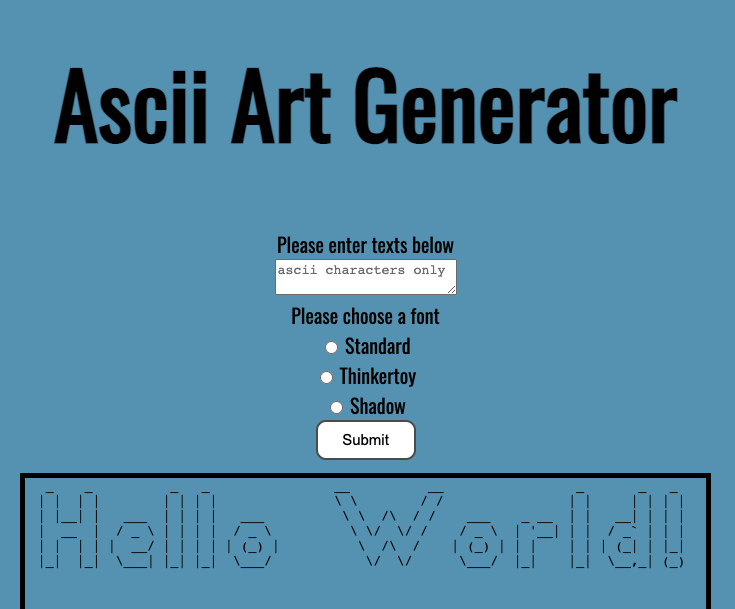 Ascii Art Generator
Please enter texts below
ascii characters only
Please choose a font
Standard
Thinkertoy
Shadow
Submit
Hello World!